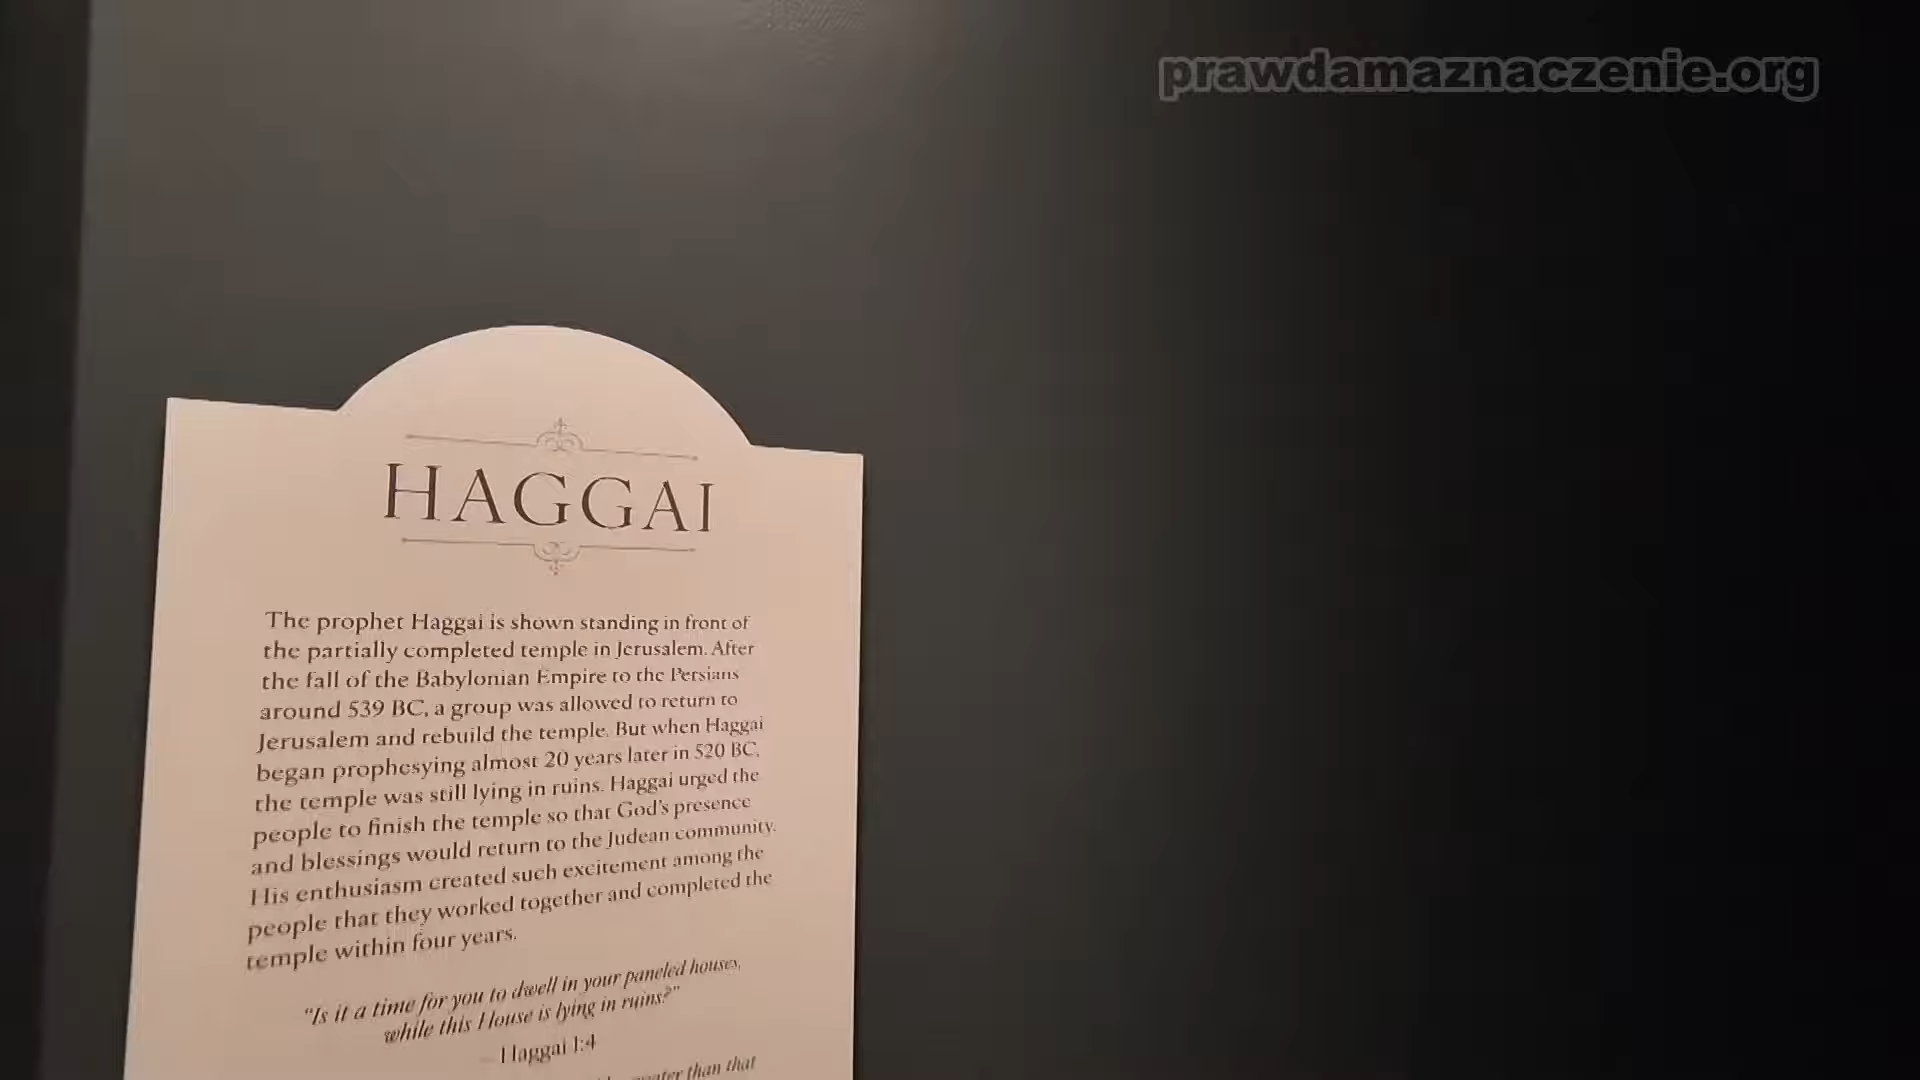 prawdamaznaczenie.org
HAGGAI
The prophet Haggai is shown standing in front of
the partially completed temple in Jerusalem. After
the fall of the Babylonian Empire to the Persians
around 539 BC, a group was allowed to return to
Jerusalem and rebuild the temple. But when Haggai
began prophesying almost 20 years later in 520 BC,
the temple was still lying in ruins. Haggai urged the
people to finish the temple so that God's presence
and blessings would return to the Judean community.
His enthusiasm created such excitement among the
people that they worked together and completed the
temple within four years.
"Is it a time for you to dwell in your paneled houses,
while this House is lying in ruins?"
Haggai 1:4
than that